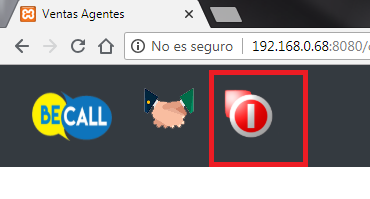 Ventas Agentes
No es seguro 192.168.0.68:8080/
BECALL